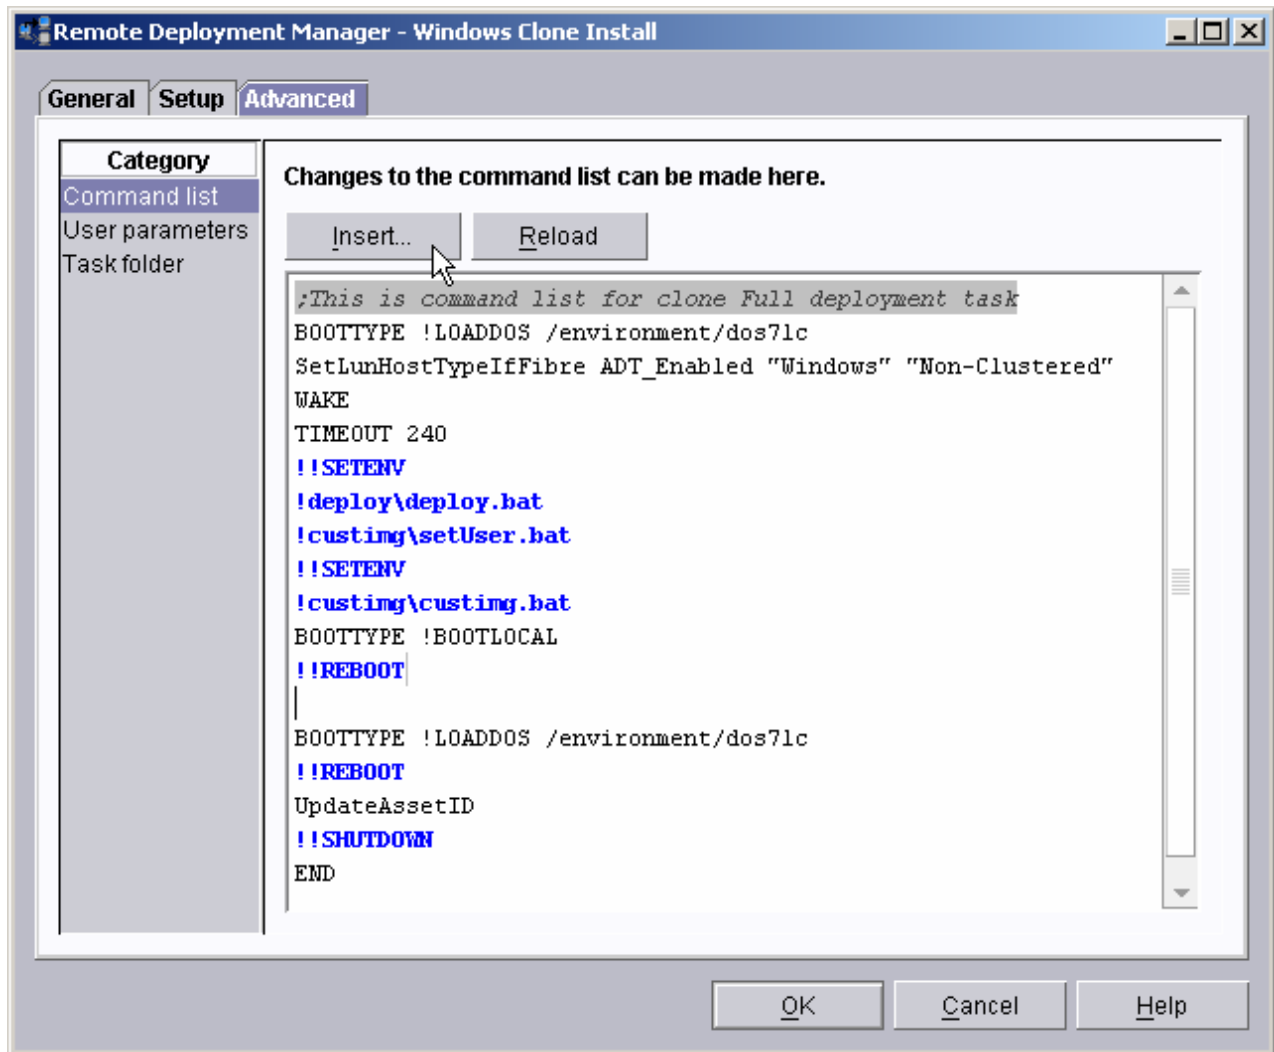 Remote Deployment Manager - Windows Clone Install
General Setup Advanced
Category
Command list
User parameters
Task folder
Changes to the command list can be made here.
Insert... Reload
;This is command list for clone Full deployment task
BOOTTYPE !LOADDOS /environment/dos71c
SetLunHostTypeIfFibre ADT_Enabled "Windows" "Non-Clustered"
WAKE
TIMEOUT 240
!!SETENV
!deploy\deploy.bat
!custimg\setUser.bat
!!SETENV
!custimg\custimg.bat
BOOTTYPE !BOOTLOCAL
!!REBOOT
BOOTTYPE !LOADDOS /environment/dos71c
!!REBOOT
UpdateAssetID
!!SHUTDOWN
END
OK Cancel Help